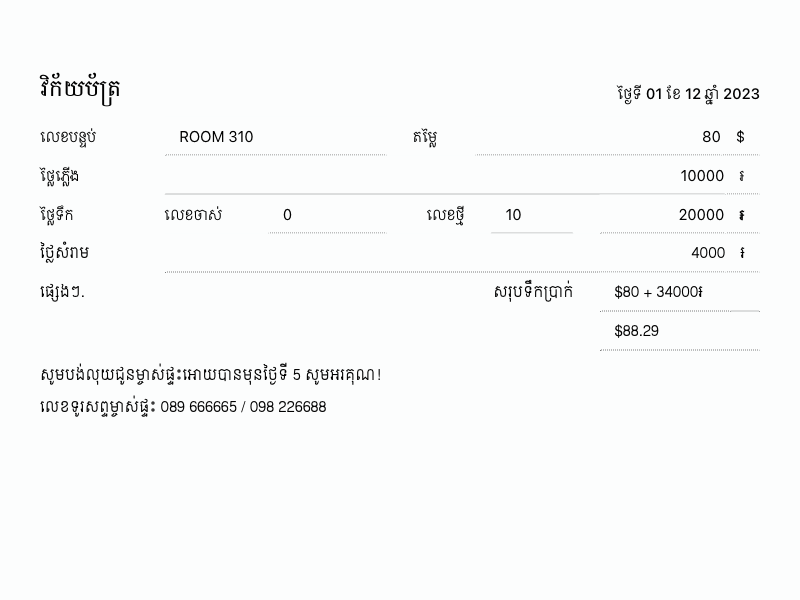 វិក័យប័ត្រ
ថ្ងៃទី 01 ខែ 12 ឆ្នាំ 2023
លេខបន្ទប់ ROOM 310 តម្លៃ 80 $
ថ្លៃភ្លើង 10000 ៛
ថ្លៃទឹក លេខចាស់ 0 លេខថ្មី 10 20000 ៛
ថ្លៃសំរាម 4000 ៛
ផ្សេងៗ. សរុបទឹកប្រាក់ $80 + 34000៛
$88.29
សូមបង់លុយជូនម្ចាស់ផ្ទះអោយបានមុនថ្ងៃទី 5 សូមអរគុណ!
លេខទូរសព្ទម្ចាស់ផ្ទះ 089 666665 / 098 226688